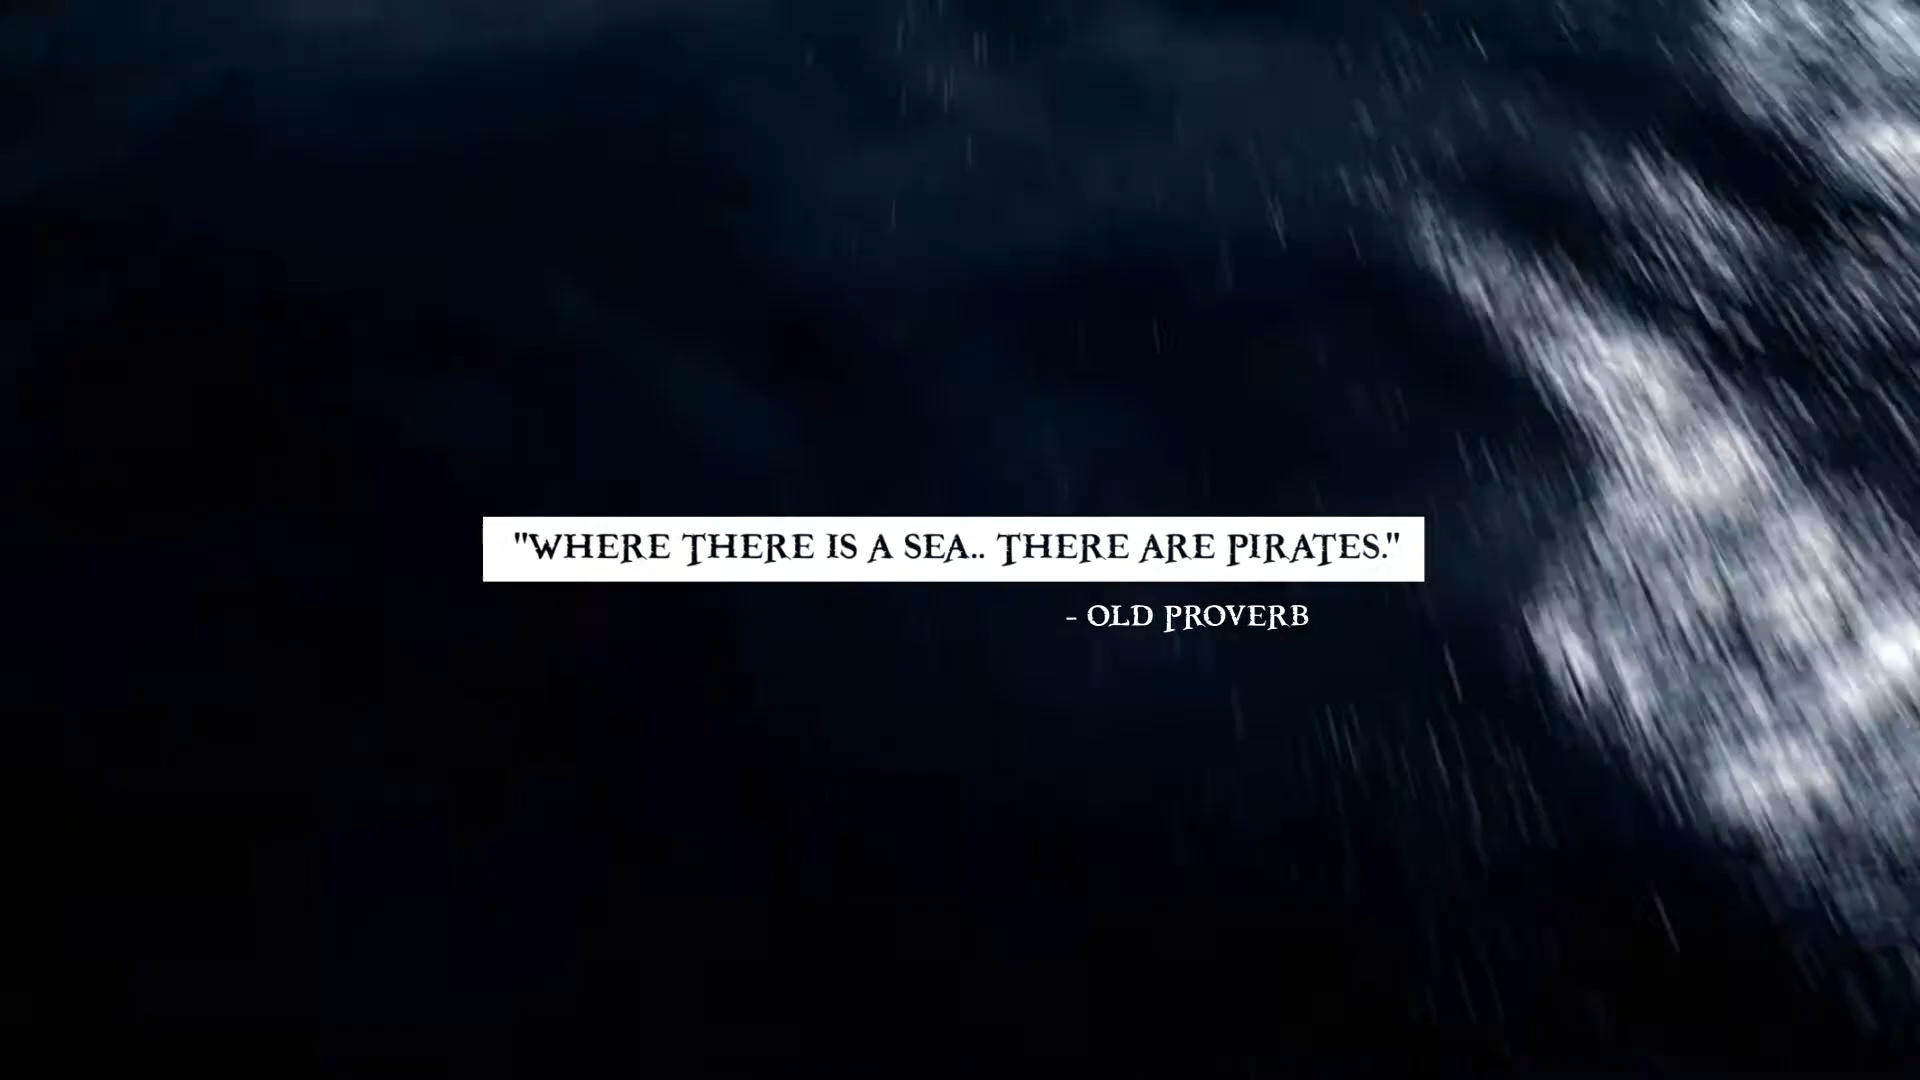 "WHERE THERE IS A SEA.. THERE ARE PIRATES."
- OLD PROVERB